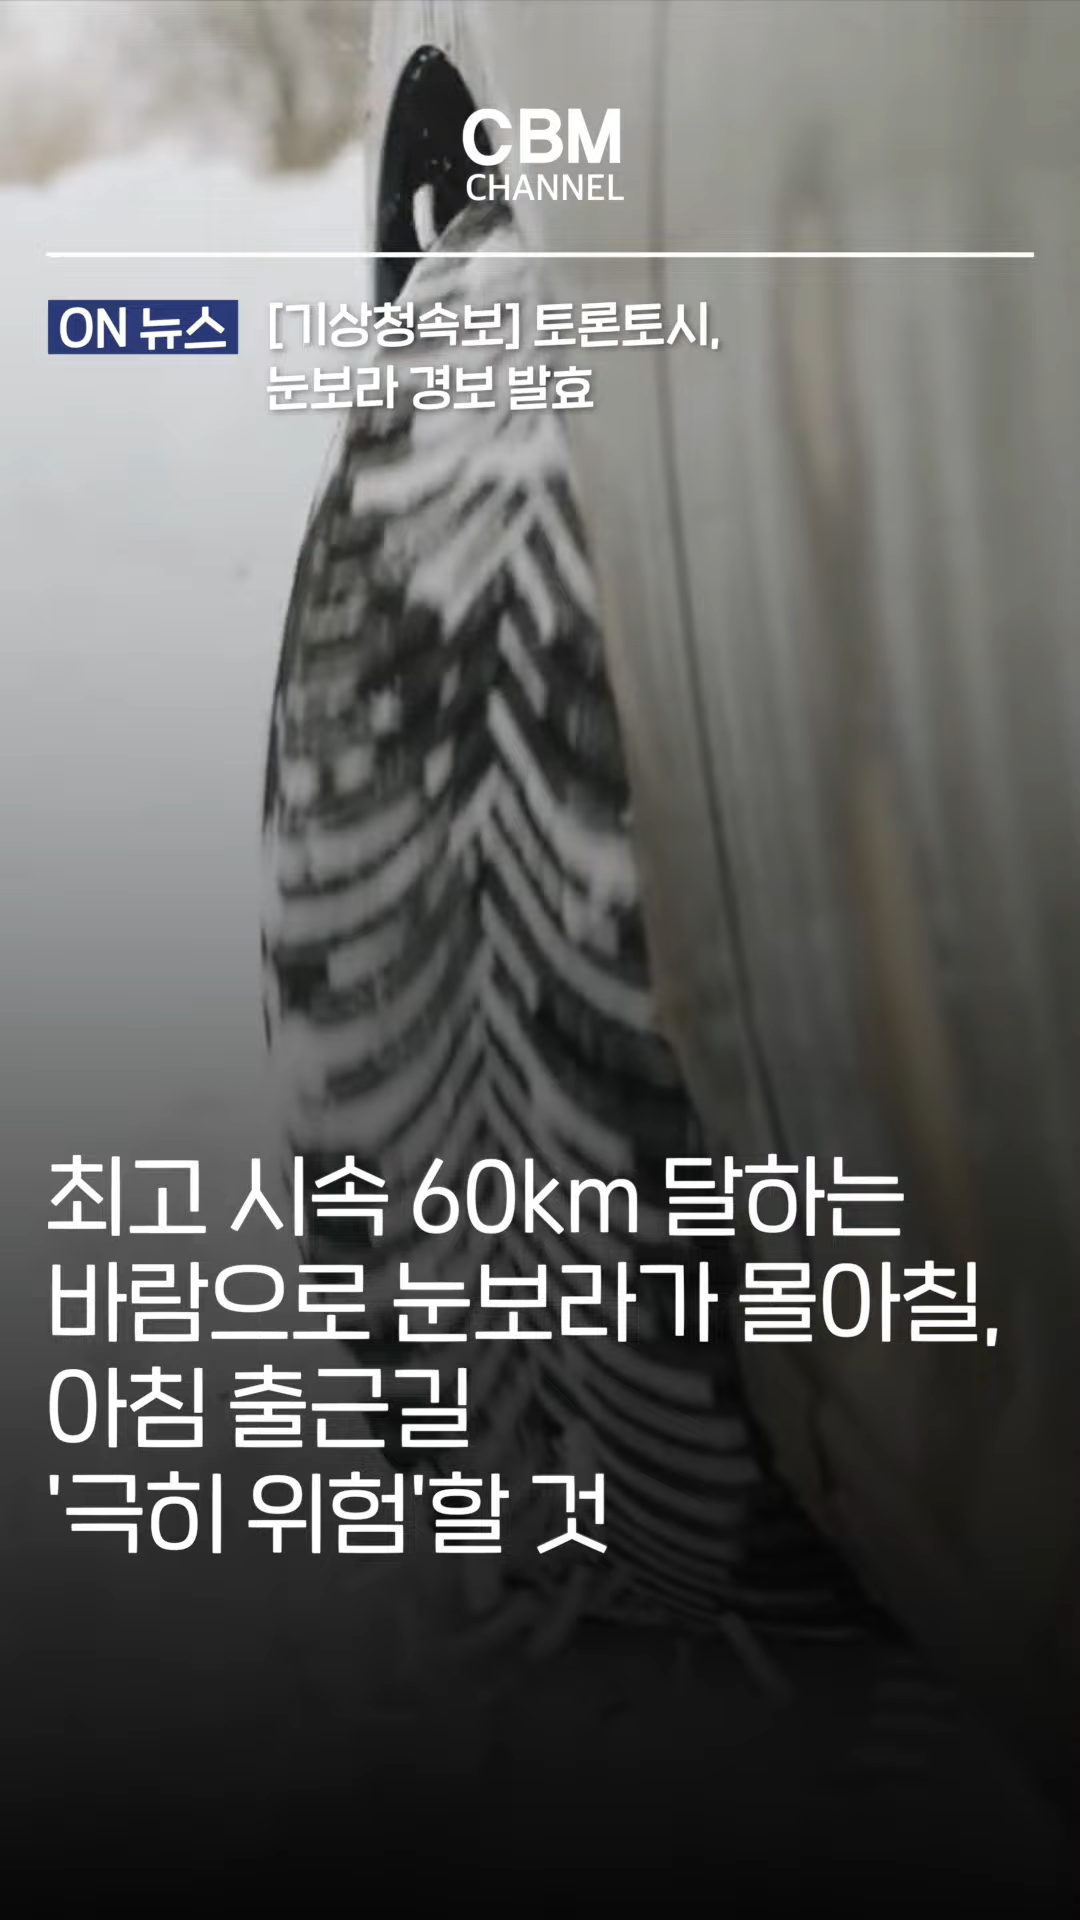 CBM
CHANNEL
ON 뉴스
[기상청속보] 토론토시,
눈보라 경보 발효
최고 시속 60km 달하는
바람으로 눈보라가 몰아칠,
아침 출근길
'극히 위험'할 것